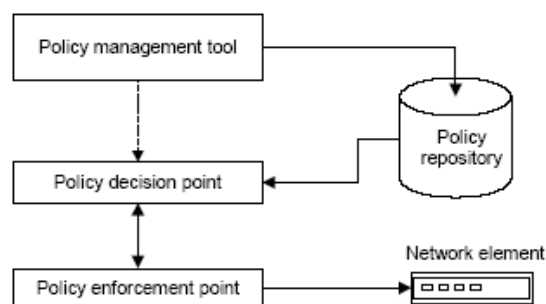 Policy management tool
Policy
repository
Policy decision point
Network element
Policy enforcement point